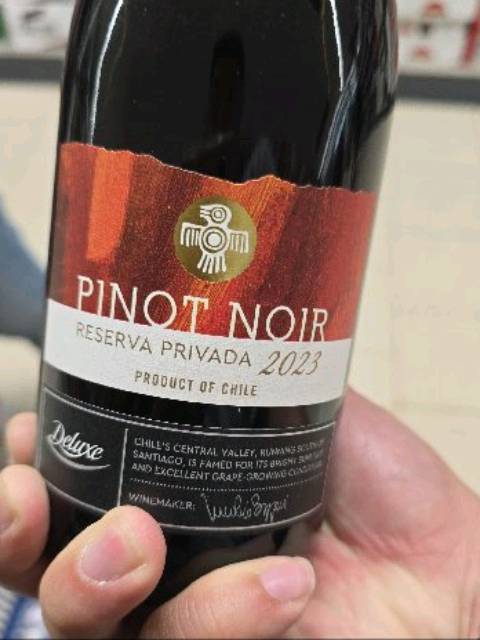 PINOT NOIR
RESERVA PRIVADA 2023
PRODUCT OF CHILE
Deluxe
CHILE'S CENTRAL VALLEY, RUNNING SOUTH OF
SANTIAGO, IS FAMED FOR ITS BRIGHT
AND EXCELLENT GRAPE-GROWING
WINEMAKER: